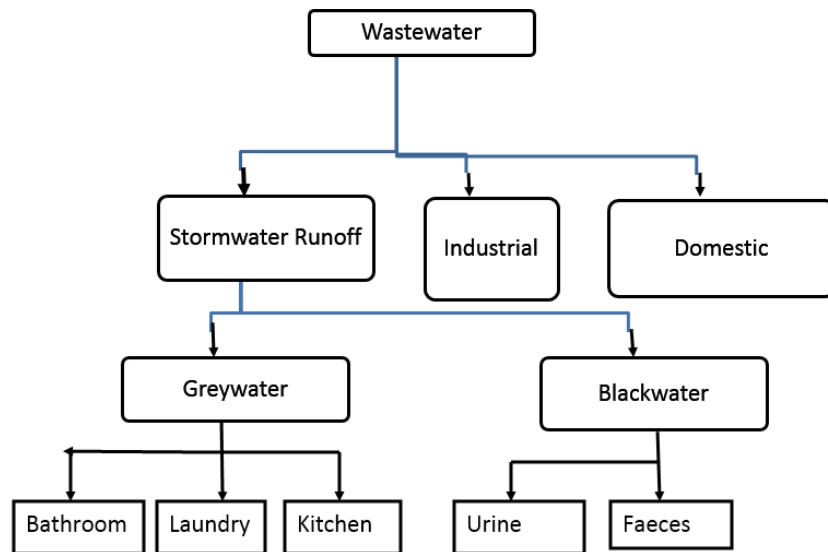 Wastewater
Stormwater Runoff
Industrial
Domestic
Greywater
Blackwater
Bathroom
Laundry
Kitchen
Urine
Faeces